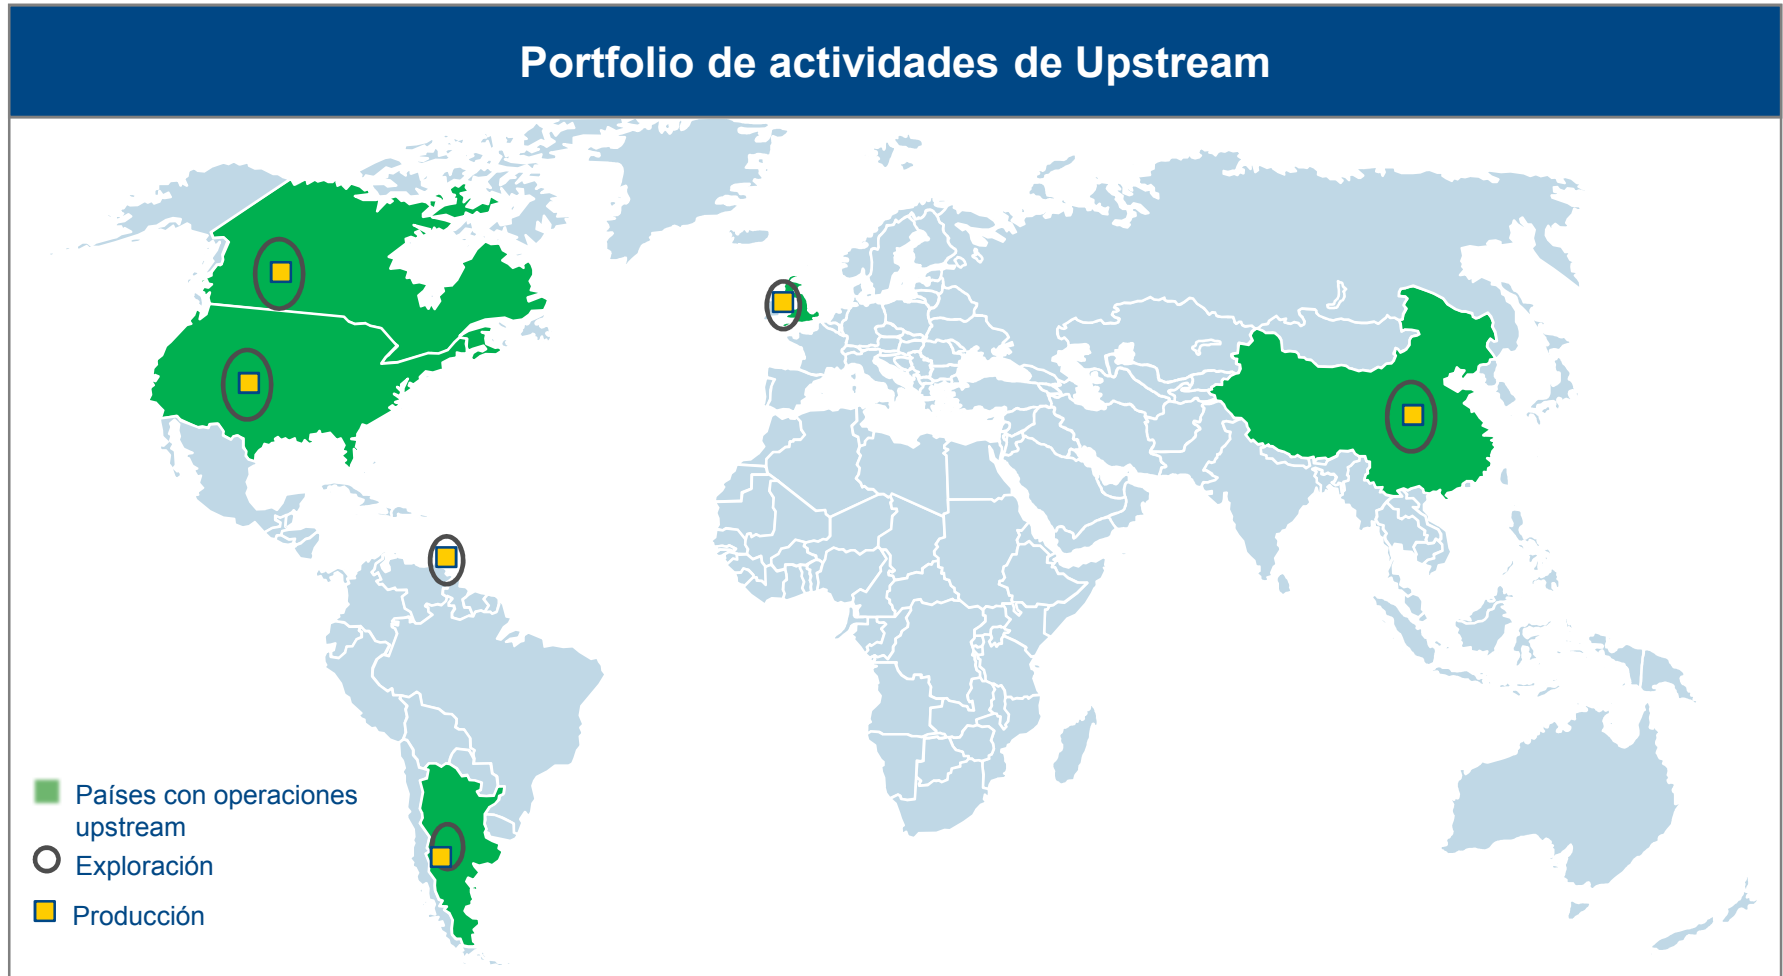 Portfolio de actividades de Upstream
Países con operaciones
upstream
Exploración
Producción